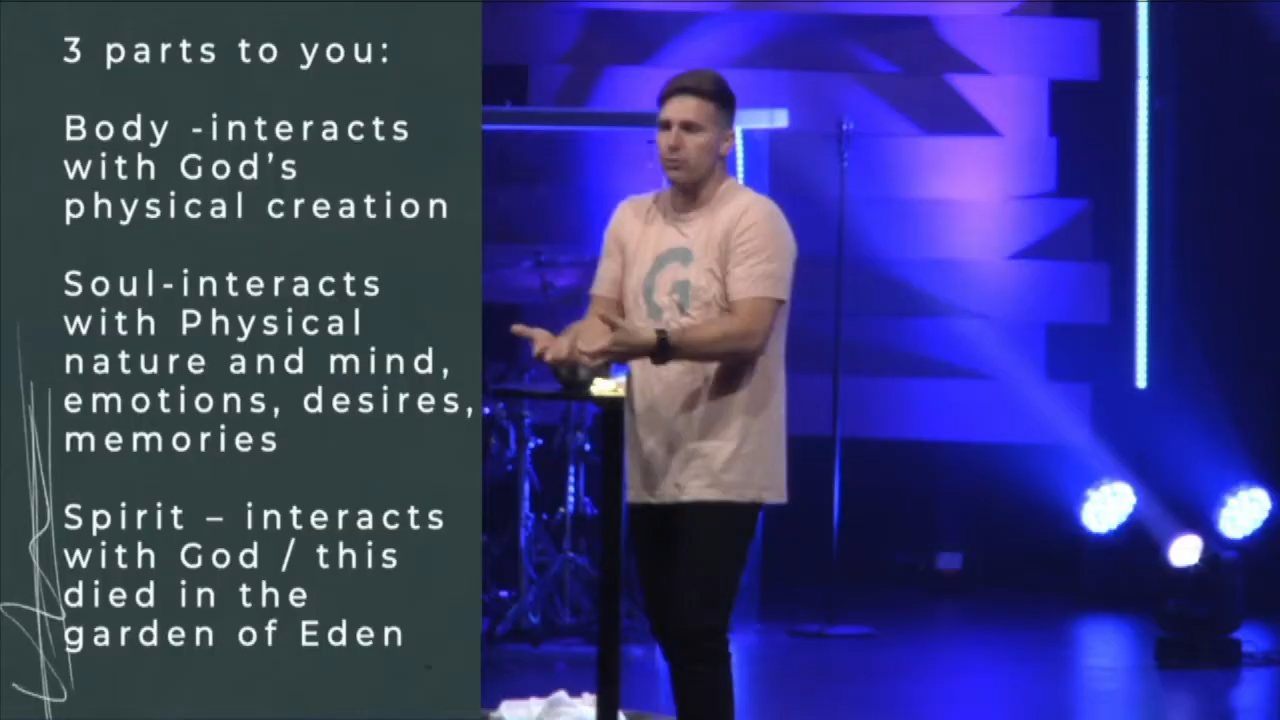 3 parts to you:
Body -interacts
with God’s
physical creation
Soul-interacts
with Physical
nature and mind,
emotions, desires,
memories
Spirit – interacts
with God / this
died in the
garden of Eden
G